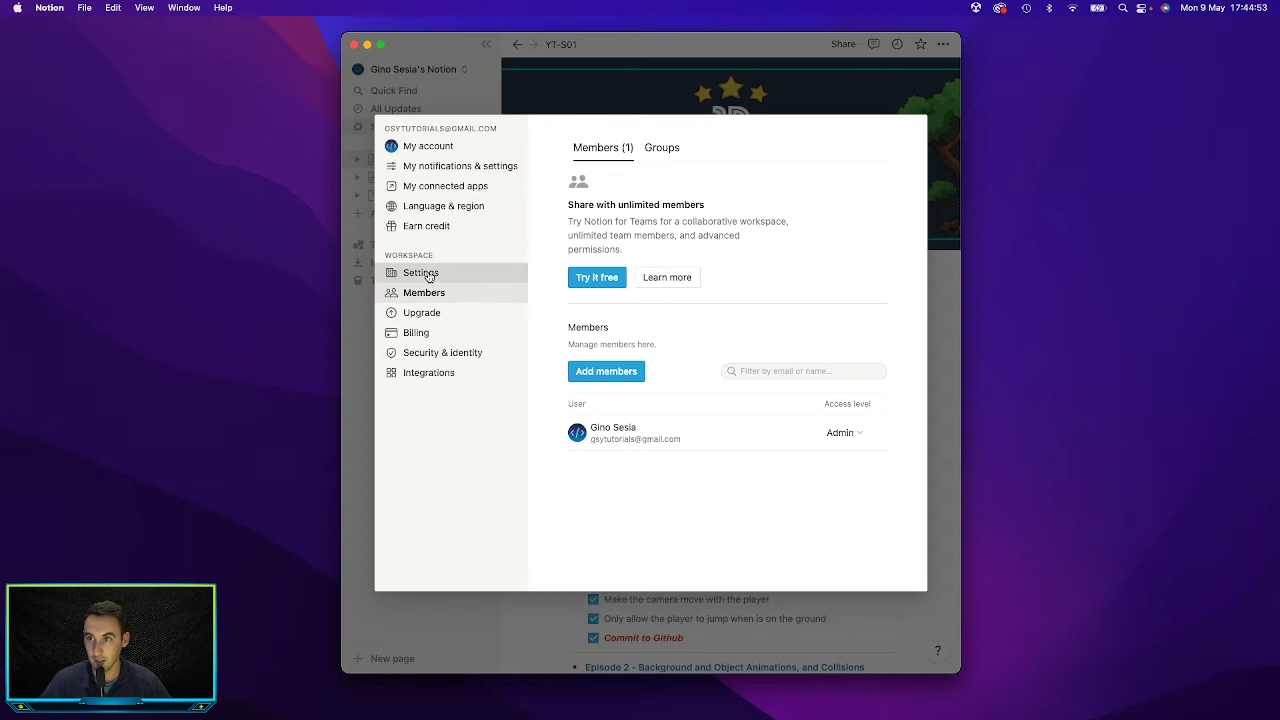 Notion File Edit View Window Help
Mon 9 May 17:44:53
YT-S01
Share
Gino Sesia's Notion
Quick Find
All Updates
GSYTUTORIALS@GMAIL.COM
My account
My notifications & settings
My connected apps
Language & region
Earn credit
WORKSPACE
Settings
Members
Upgrade
Billing
Security & identity
Integrations
Members (1) Groups
Share with unlimited members
Try Notion for Teams for a collaborative workspace,
unlimited team members, and advanced
permissions.
Try it free Learn more
Members
Manage members here.
Add members
Filter by email or name...
User Access level
Gino Sesia
gsytutorials@gmail.com
Admin
Make the camera move with the player
Only allow the player to jump when is on the ground
Commit to Github
• Episode 2 - Background and Object Animations, and Collisions
New page
?